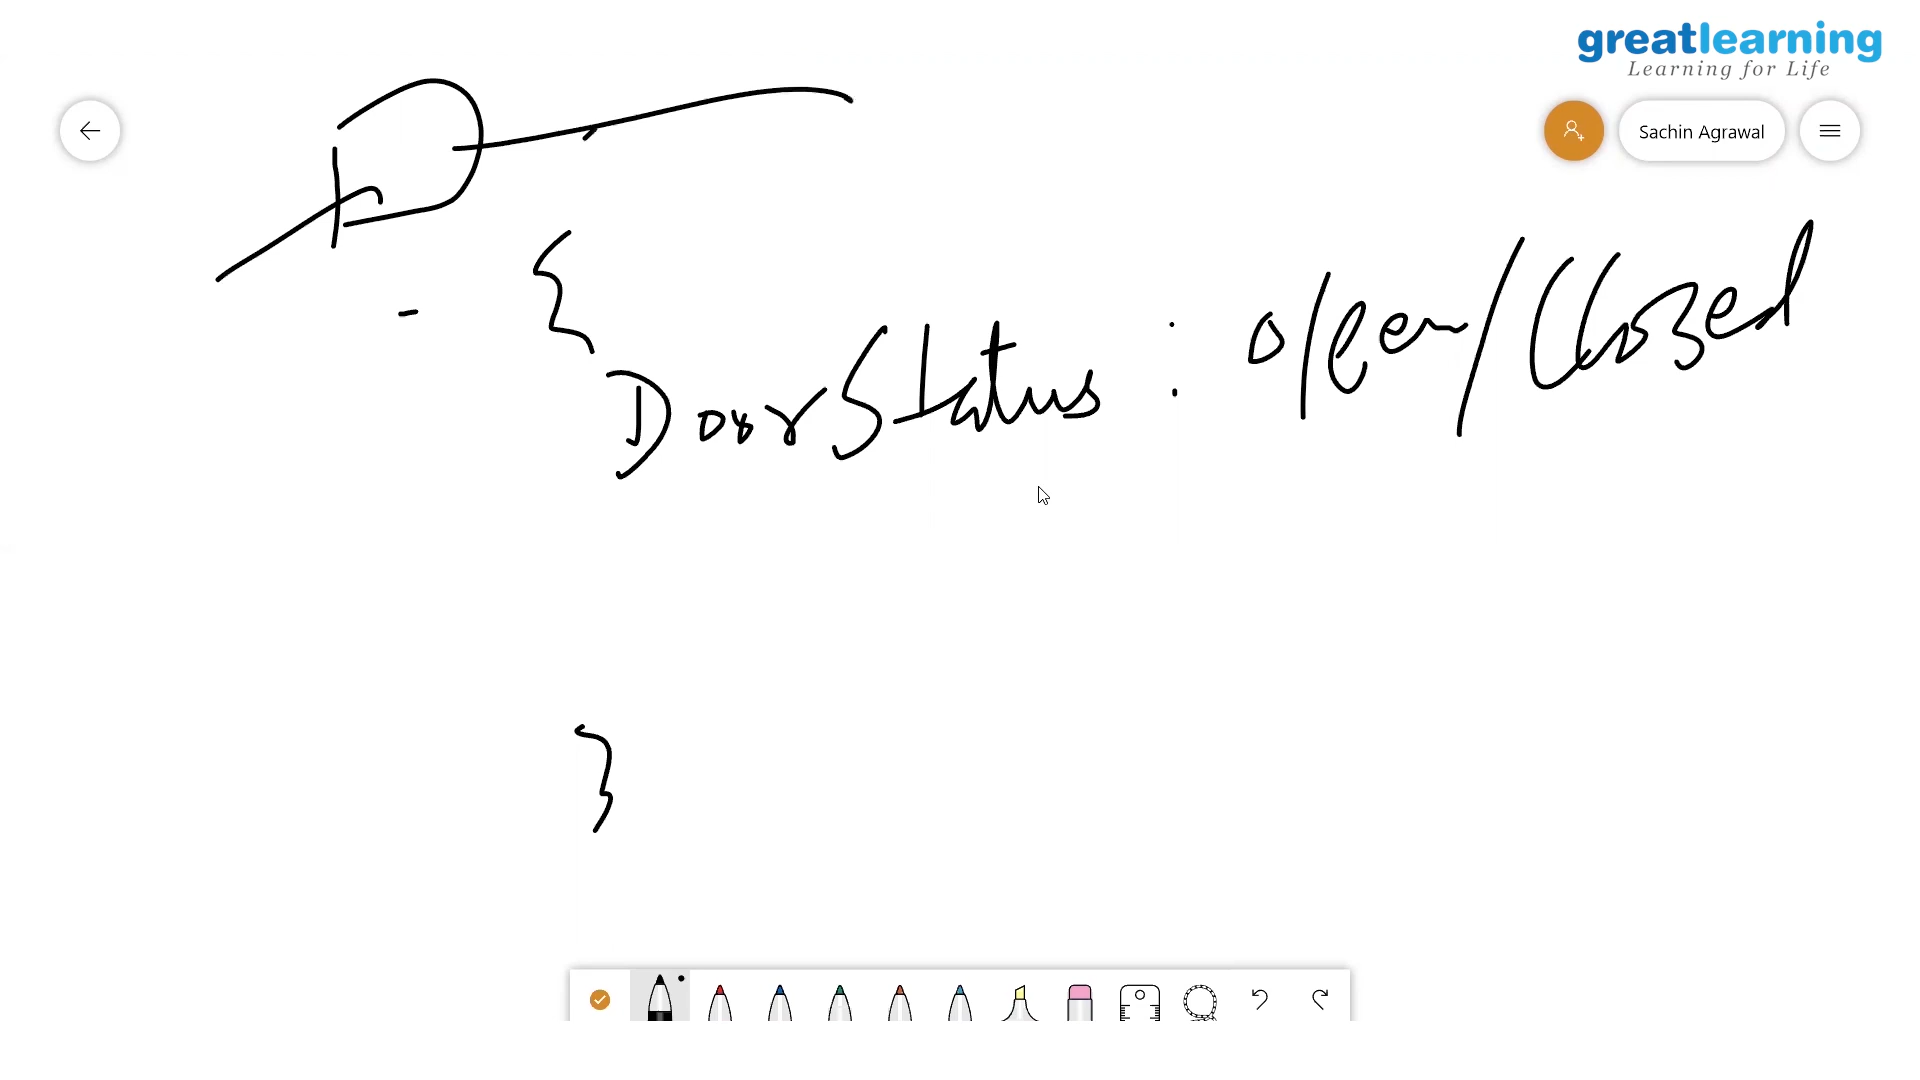 greatlearning
Learning for Life
Sachin Agrawal
{
DoorStatus : open/Closed
}